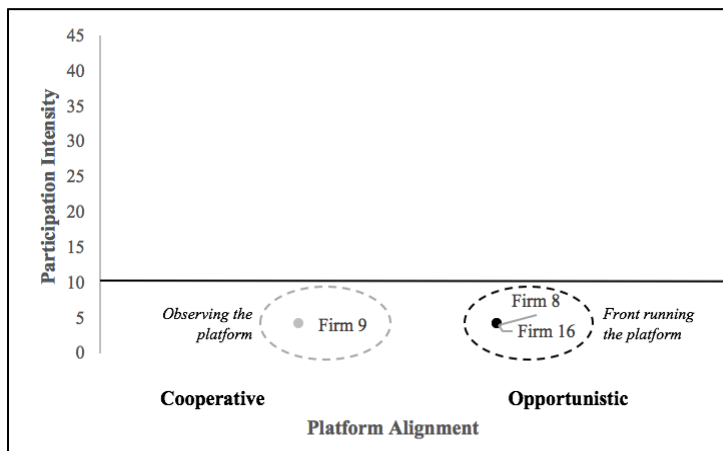 Participation Intensity
45
40
35
30
25
20
15
10
5
0
Observing the
platform
Firm 9
Firm 8
Firm 16
Front running
the platform
Cooperative
Opportunistic
Platform Alignment